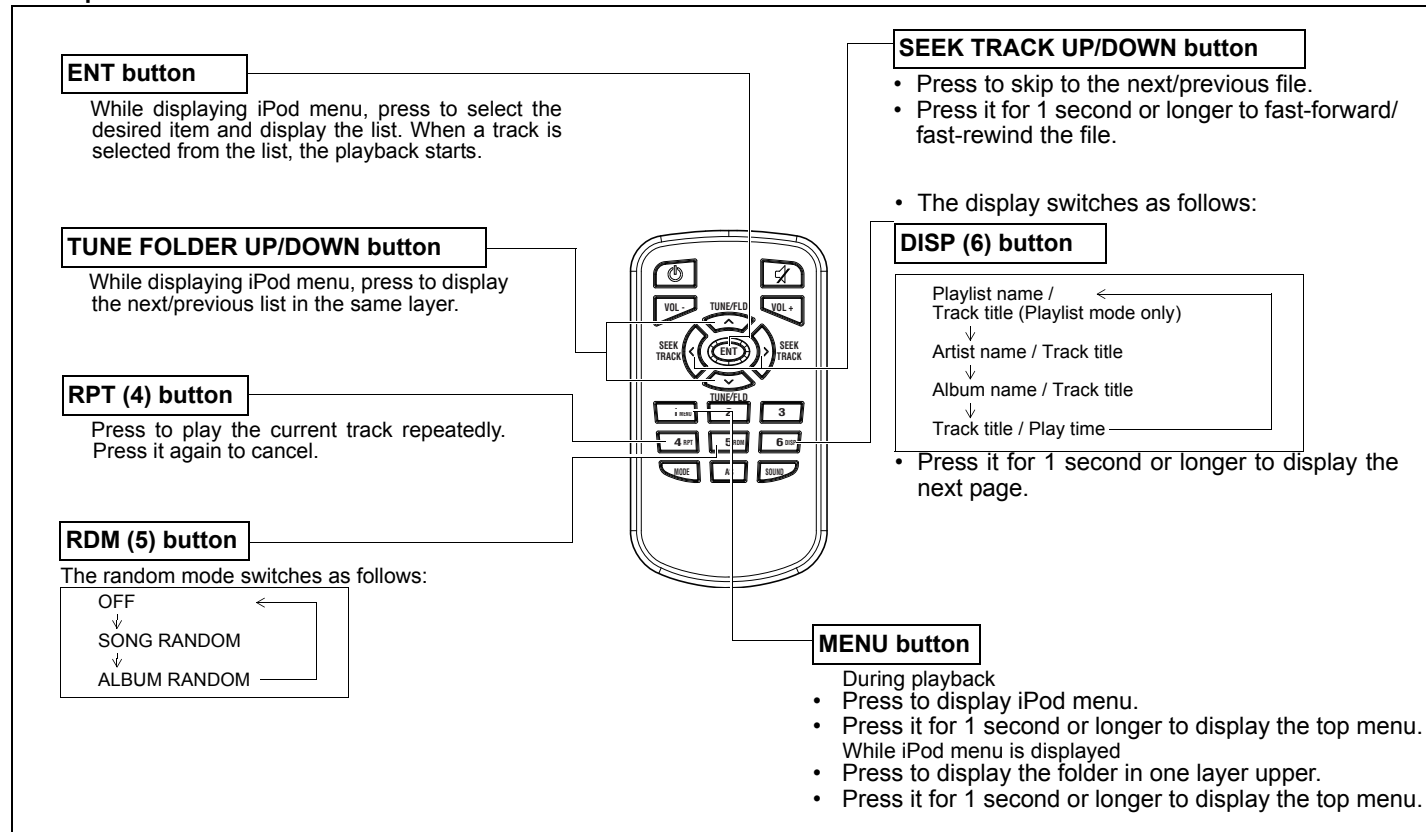 ENT button
While displaying iPod menu, press to select the
desired item and display the list. When a track is
selected from the list, the playback starts.
TUNE FOLDER UP/DOWN button
While displaying iPod menu, press to display
the next/previous list in the same layer.
RPT (4) button
Press to play the current track repeatedly.
Press it again to cancel.
RDM (5) button
The random mode switches as follows:
OFF
SONG RANDOM
ALBUM RANDOM
VOL -
TUNE/FLD
VOL +
SEEK
TRACK
ENT
SEEK
TRACK
TUNE/FLD
1 MENU
2
3
4 RPT
5 RDM
6 DISP
MODE
SOUND
SEEK TRACK UP/DOWN button
• Press to skip to the next/previous file.
• Press it for 1 second or longer to fast-forward/
fast-rewind the file.
• The display switches as follows:
DISP (6) button
Playlist name /
Track title (Playlist mode only)
Artist name / Track title
Album name / Track title
Track title / Play time
• Press it for 1 second or longer to display the
next page.
MENU button
During playback
• Press to display iPod menu.
• Press it for 1 second or longer to display the top menu.
While iPod menu is displayed
• Press to display the folder in one layer upper.
• Press it for 1 second or longer to display the top menu.